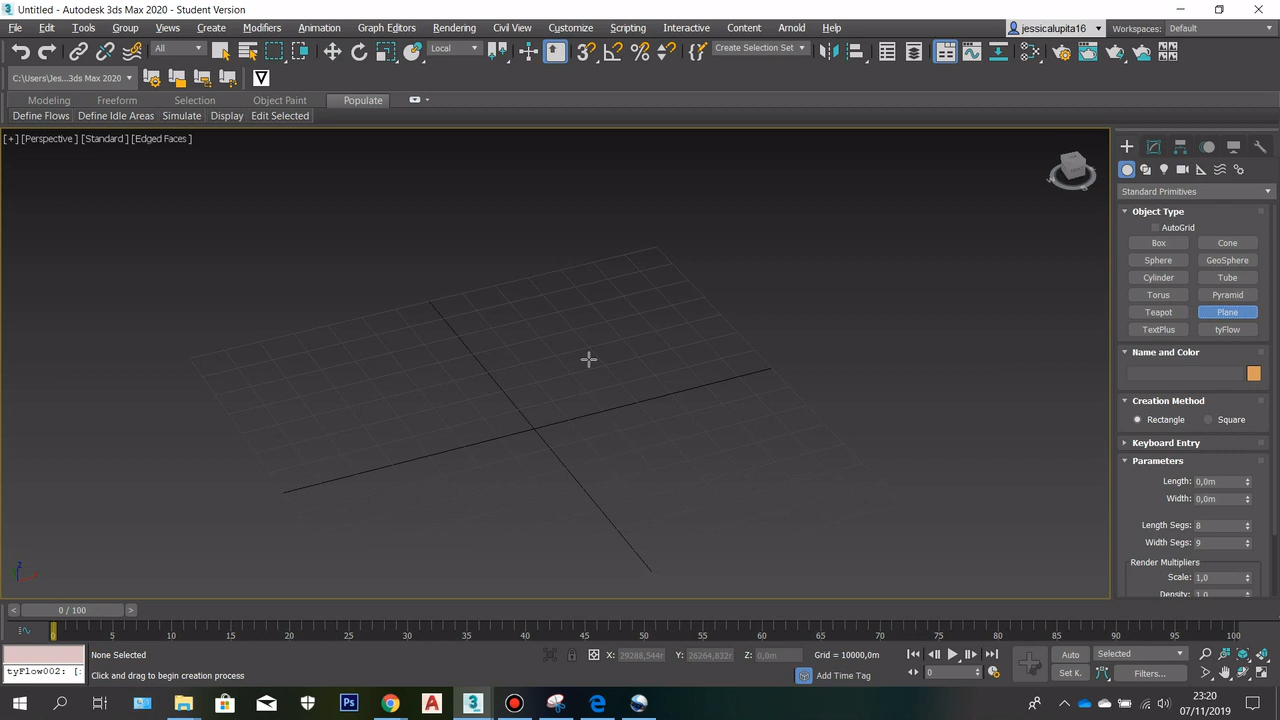 Untitled - Autodesk 3ds Max 2020 - Student Version
File Edit Tools Group Views Create Modifiers Animation Graph Editors Rendering Civil View Customize Scripting Interactive Content Arnold Help jessicalupita16 Workspaces: Default
All Local Create Selection Set
C:\Users\Jes...3ds Max 2020
Modeling Freeform Selection Object Paint Populate
Define Flows Define Idle Areas Simulate Display Edit Selected
[+] [Perspective ] [Standard ] [Edged Faces ]
Standard Primitives
Object Type
AutoGrid
Box Cone
Sphere GeoSphere
Cylinder Tube
Torus Pyramid
Teapot Plane
TextPlus tyFlow
Name and Color
Creation Method
Rectangle Square
Keyboard Entry
Parameters
Length: 0,0m
Width: 0,0m
Length Segs: 8
Width Segs: 9
Render Multipliers
Scale: 1,0
Density: 1,0
0 / 100
0 5 10 15 20 25 30 35 40 45 50 55 60 65 70 75 80 85 90 95 100
None Selected X: 29288,544r Y: 26264,832r Z: 0,0m Grid = 10000,0m Auto Selected
tyFlow002: [: Click and drag to begin creation process Add Time Tag 0 Set K. Filters...
23:20
07/11/2019